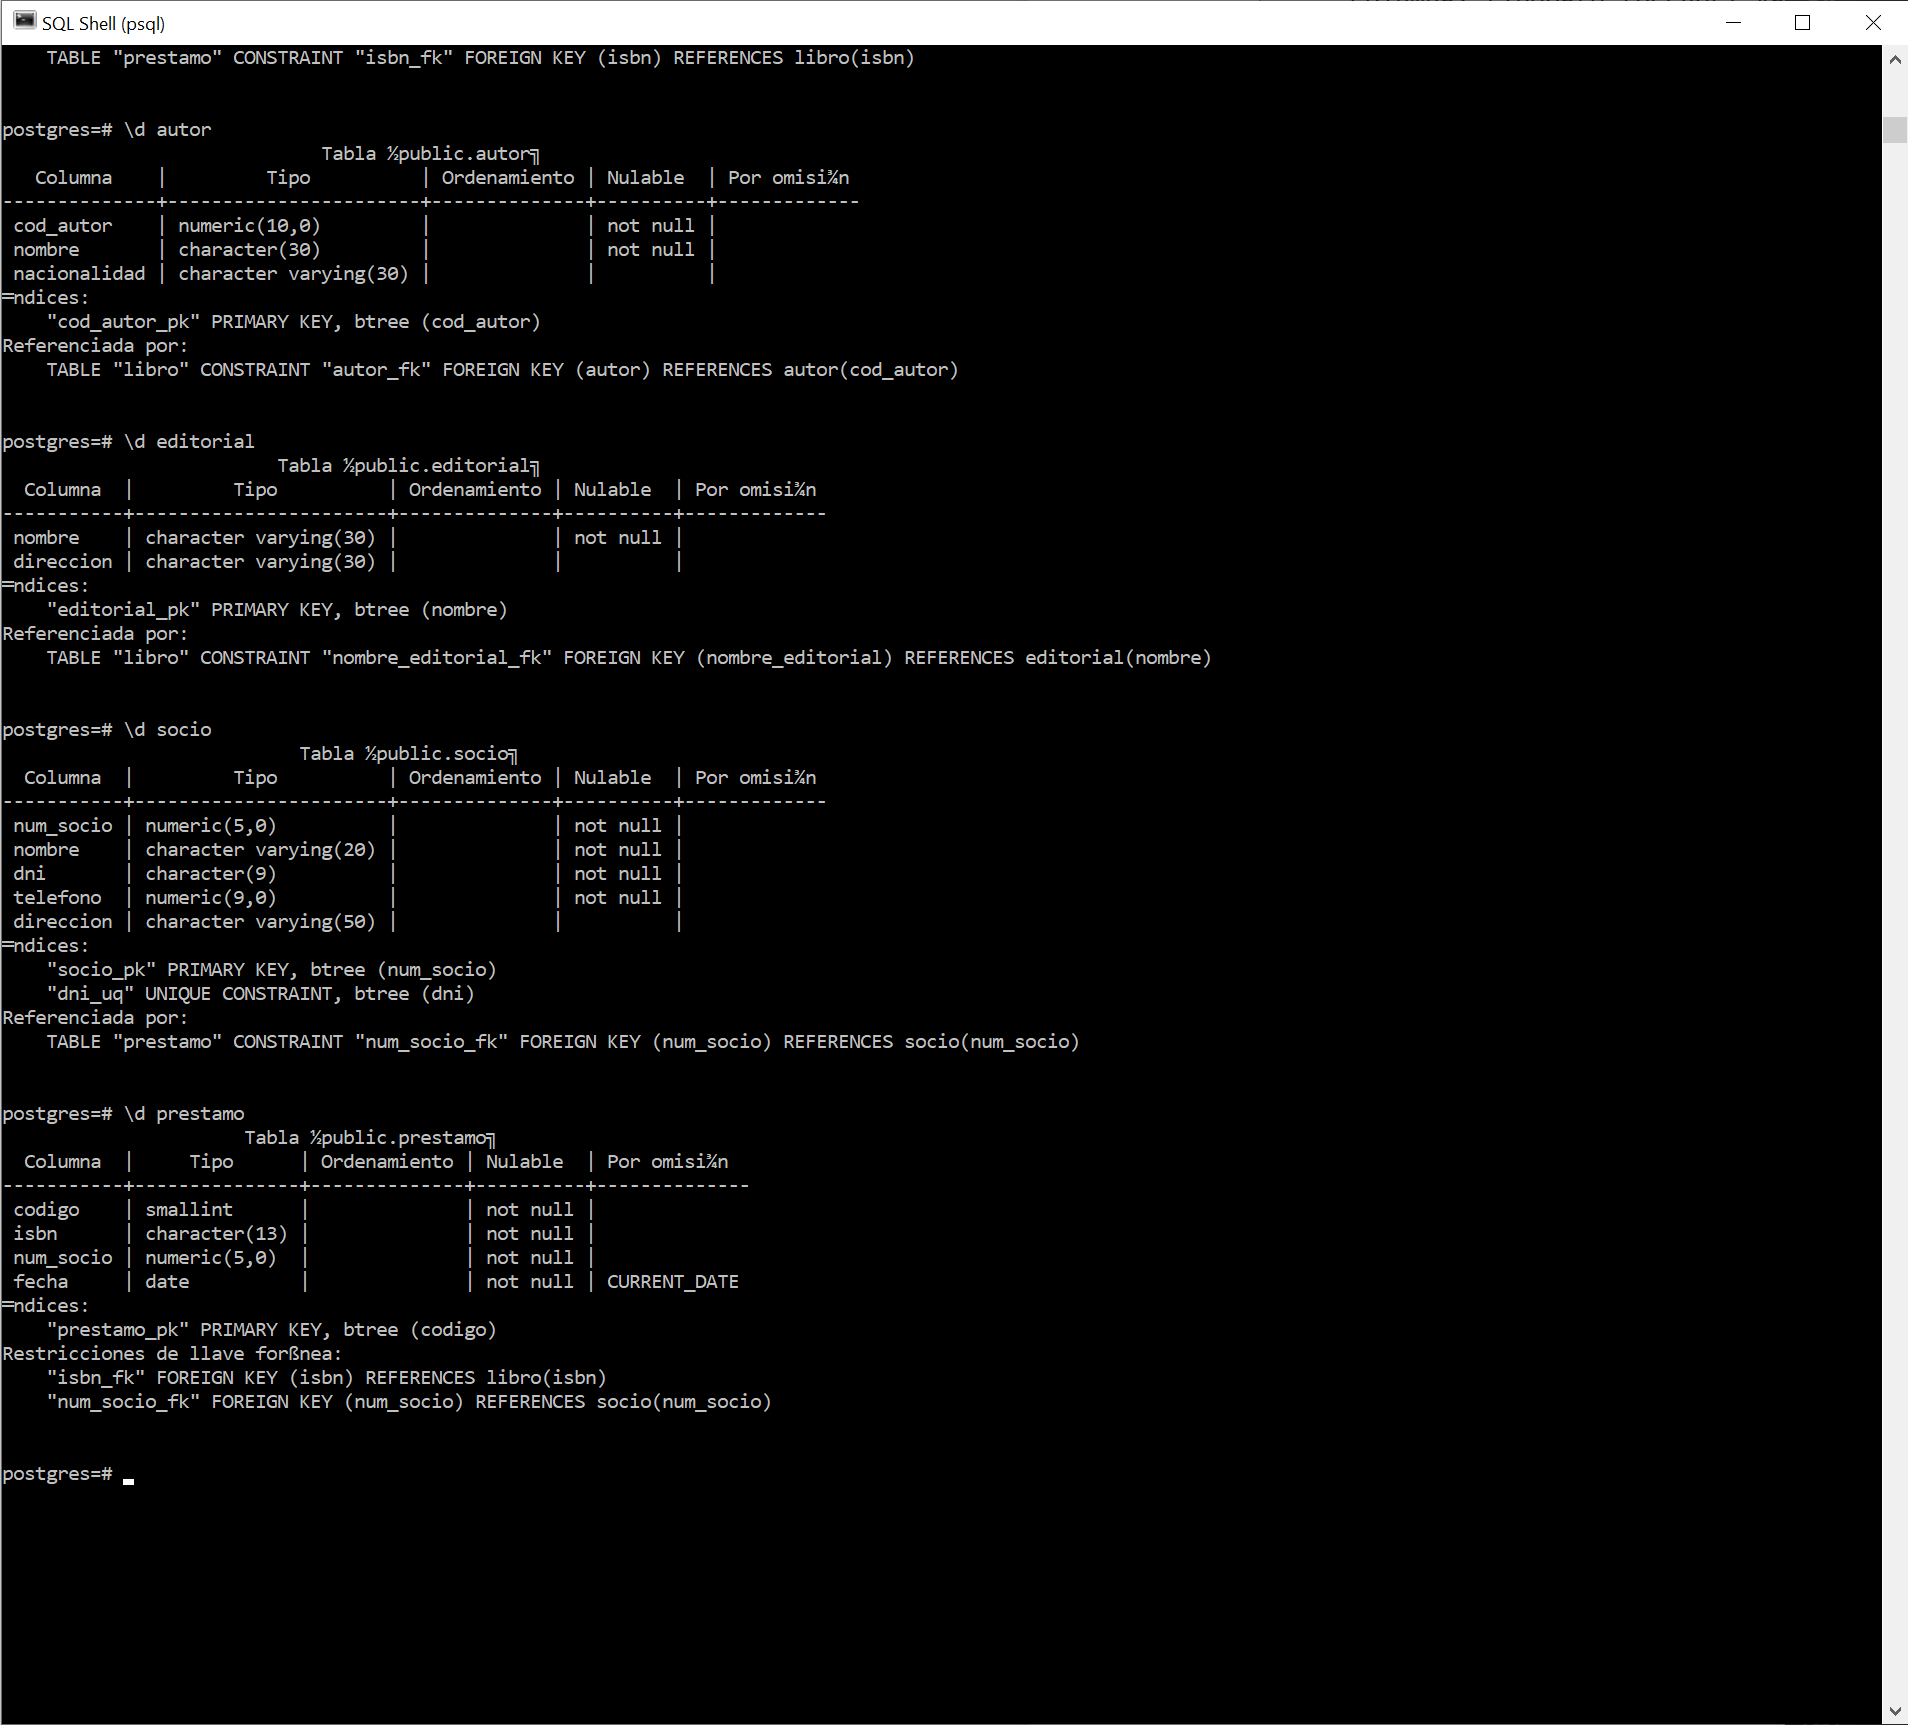 SQL Shell (psql)
    TABLE "prestamo" CONSTRAINT "isbn_fk" FOREIGN KEY (isbn) REFERENCES libro(isbn)
postgres=# \d autor
                             Tabla ½public.autor╗
   Columna    |         Tipo          | Ordenamiento | Nulable  | Por omisi¾n
--------------+-----------------------+--------------+----------+-------------
 cod_autor    | numeric(10,0)         |              | not null |
 nombre       | character(30)         |              | not null |
 nacionalidad | character varying(30) |              |          |
═ndices:
    "cod_autor_pk" PRIMARY KEY, btree (cod_autor)
Referenciada por:
    TABLE "libro" CONSTRAINT "autor_fk" FOREIGN KEY (autor) REFERENCES autor(cod_autor)
postgres=# \d editorial
                         Tabla ½public.editorial╗
  Columna  |         Tipo          | Ordenamiento | Nulable  | Por omisi¾n
-----------+-----------------------+--------------+----------+-------------
 nombre    | character varying(30) |              | not null |
 direccion | character varying(30) |              |          |
═ndices:
    "editorial_pk" PRIMARY KEY, btree (nombre)
Referenciada por:
    TABLE "libro" CONSTRAINT "nombre_editorial_fk" FOREIGN KEY (nombre_editorial) REFERENCES editorial(nombre)
postgres=# \d socio
                           Tabla ½public.socio╗
  Columna  |         Tipo          | Ordenamiento | Nulable  | Por omisi¾n
-----------+-----------------------+--------------+----------+-------------
 num_socio | numeric(5,0)          |              | not null |
 nombre    | character varying(20) |              | not null |
 dni       | character(9)          |              | not null |
 telefono  | numeric(9,0)          |              | not null |
 direccion | character varying(50) |              |          |
═ndices:
    "socio_pk" PRIMARY KEY, btree (num_socio)
    "dni_uq" UNIQUE CONSTRAINT, btree (dni)
Referenciada por:
    TABLE "prestamo" CONSTRAINT "num_socio_fk" FOREIGN KEY (num_socio) REFERENCES socio(num_socio)
postgres=# \d prestamo
                      Tabla ½public.prestamo╗
  Columna  |     Tipo      | Ordenamiento | Nulable  | Por omisi¾n
-----------+---------------+--------------+----------+--------------
 codigo    | smallint      |              | not null |
 isbn      | character(13) |              | not null |
 num_socio | numeric(5,0)  |              | not null |
 fecha     | date          |              | not null | CURRENT_DATE
═ndices:
    "prestamo_pk" PRIMARY KEY, btree (codigo)
Restricciones de llave forßnea:
    "isbn_fk" FOREIGN KEY (isbn) REFERENCES libro(isbn)
    "num_socio_fk" FOREIGN KEY (num_socio) REFERENCES socio(num_socio)
postgres=#